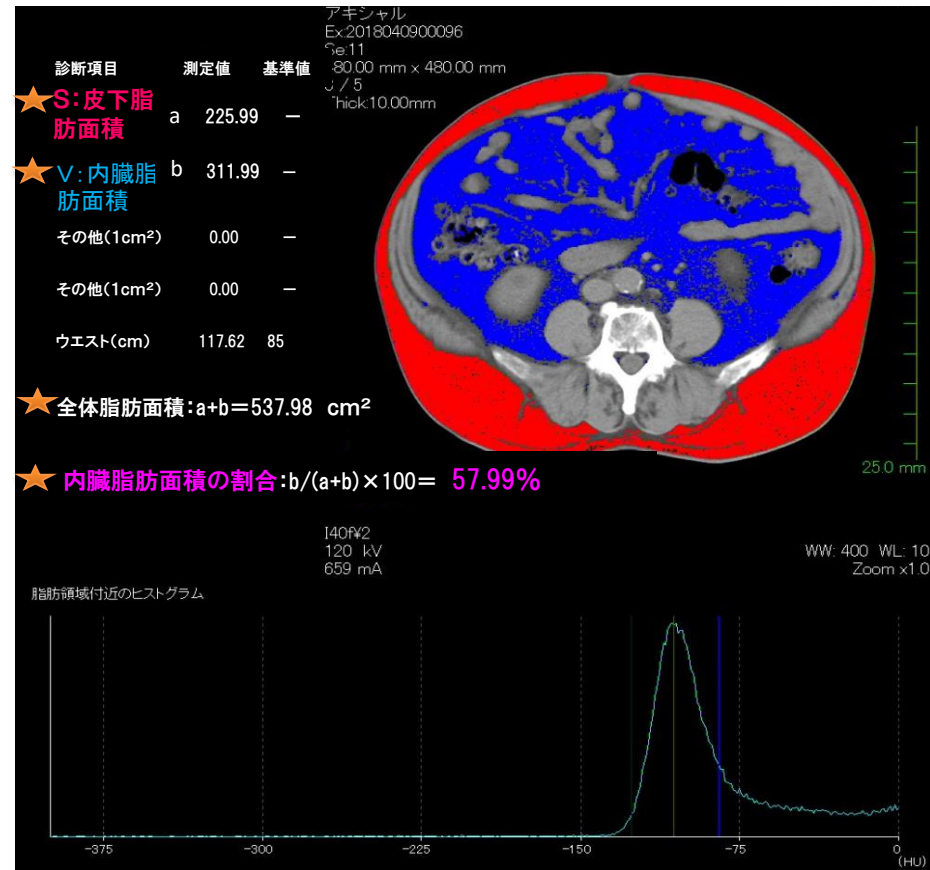 アキシャル
Ex:2018040900096
Se:11
80.00 mm x 480.00 mm
/ 5
hick:10.00mm
診断項目 測定値 基準値
S:皮下脂
肪面積 a 225.99 －
V:内臓脂
肪面積 b 311.99 －
その他(1cm²) 0.00 －
その他(1cm²) 0.00 －
ウエスト(cm) 117.62 85
全体脂肪面積:a+b＝537.98 cm²
25.0 mm
内臓脂肪面積の割合:b/(a+b)×100＝ 57.99%
I40f¥2
120 kV
659 mA
WW: 400 WL: 10
Zoom x1.0
脂肪領域付近のヒストグラム
-375 -300 -225 -150 -75 0
(HU)